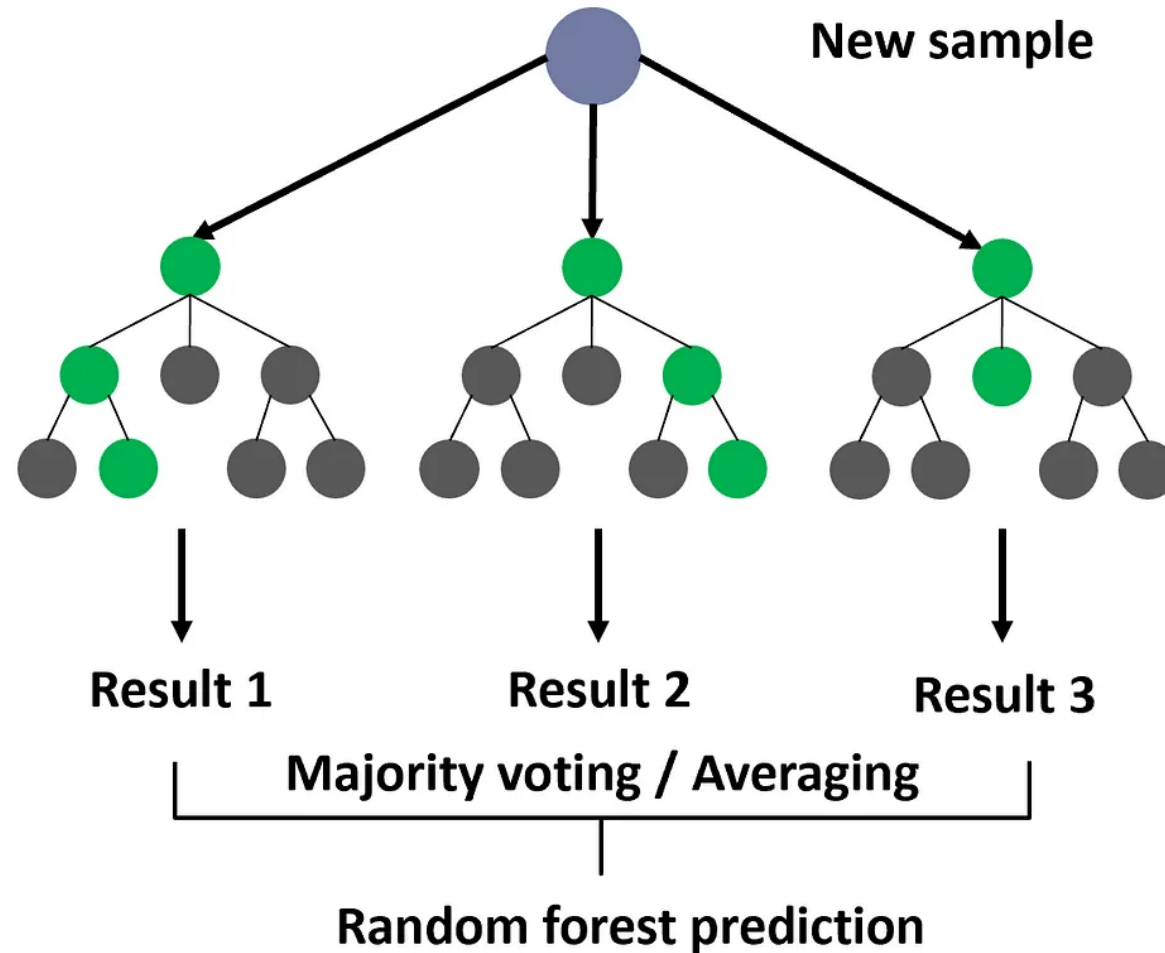 New sample
Result 1
Result 2
Result 3
Majority voting / Averaging
Random forest prediction